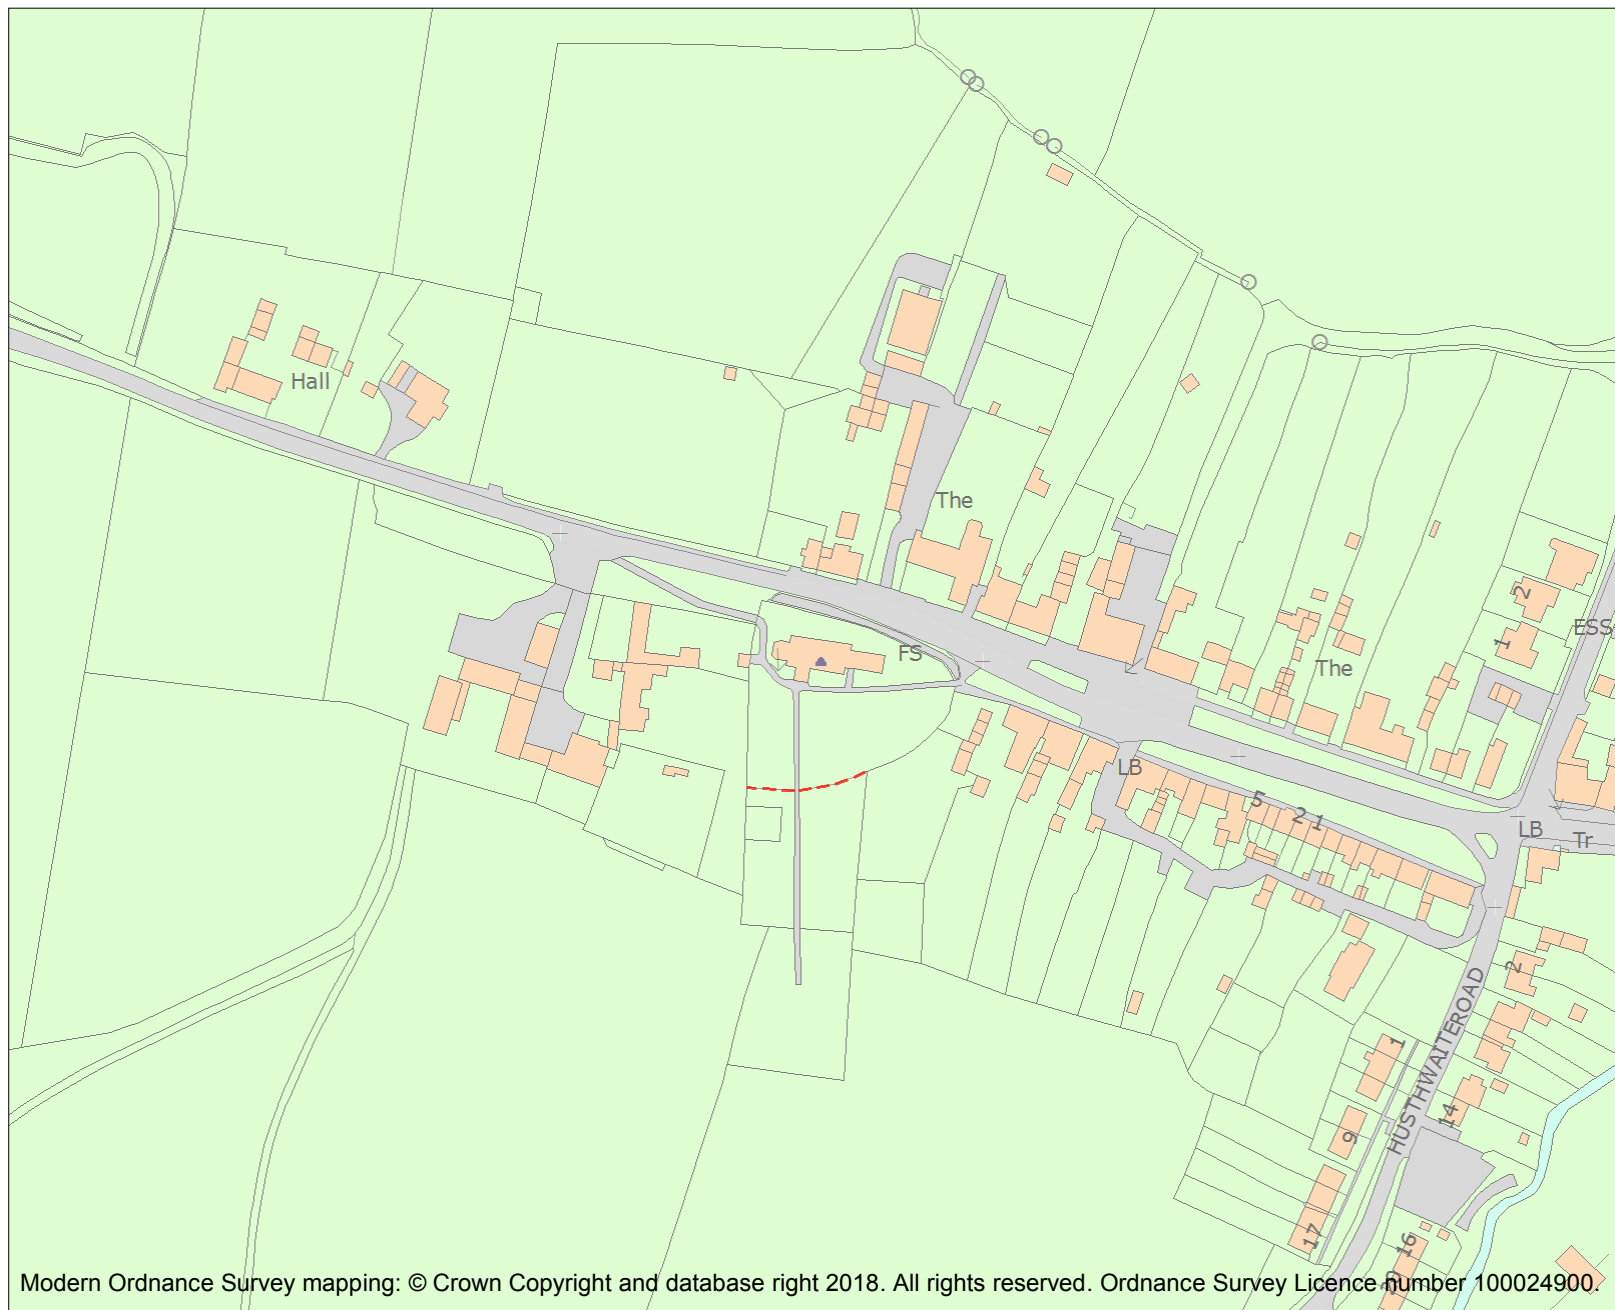 Hall
The
2
ESS
1
FS
The
LB
5
2 1
LB
Tr
2
HUSTHWAITE ROAD
1
14
9
17
16
20
Modern Ordnance Survey mapping: © Crown Copyright and database right 2018. All rights reserved. Ordnance Survey Licence number 100024900.